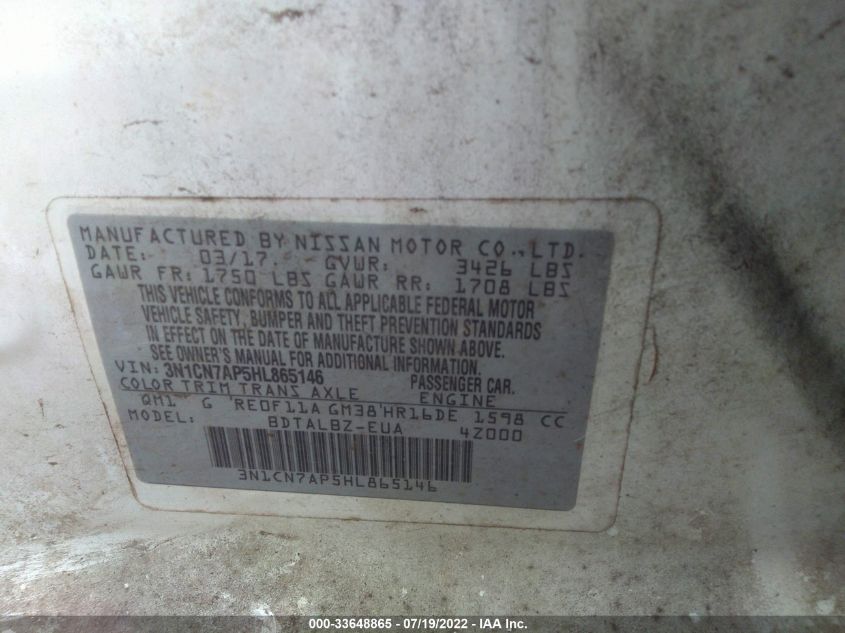 MANUFACTURED BY NISSAN MOTOR CO., LTD.
DATE: 03/17. GVWR: 3426 LBS
GAWR FR: 1750 LBS GAWR RR: 1708 LBS
THIS VEHICLE CONFORMS TO ALL APPLICABLE FEDERAL MOTOR
VEHICLE SAFETY, BUMPER AND THEFT PREVENTION STANDARDS
IN EFFECT ON THE DATE OF MANUFACTURE SHOWN ABOVE.
SEE OWNER'S MANUAL FOR ADDITIONAL INFORMATION.
VIN: 3N1CN7AP5HL865146 PASSENGER CAR.
COLOR TRIM TRANS AXLE ENGINE
QM1 G RE0F11A GM38 HR16DE 1598 CC
MODEL: BDTALBZ-EUA 4Z000
3N1CN7AP5HL865146
000-33648865 - 07/19/2022 - IAA Inc.